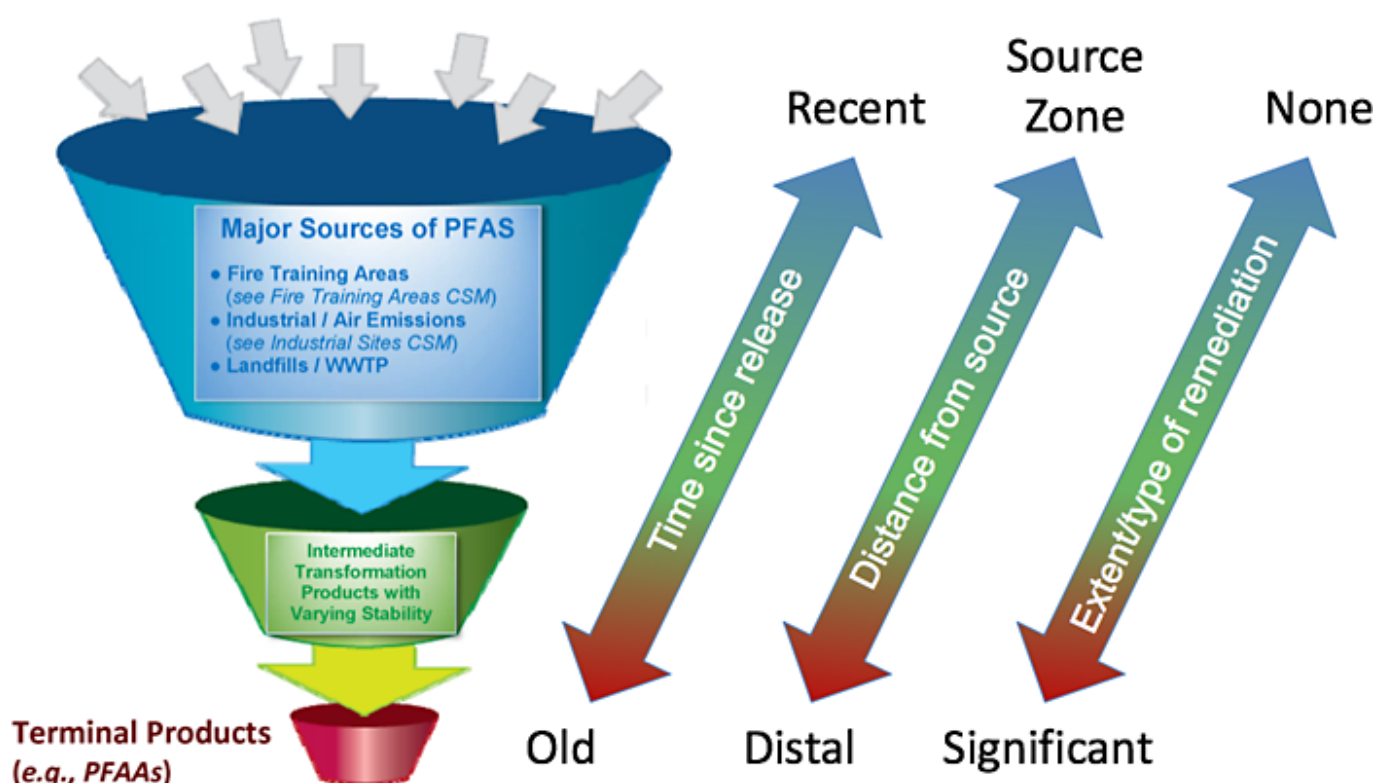 Major Sources of PFAS
● Fire Training Areas
(see Fire Training Areas CSM)
● Industrial / Air Emissions
(see Industrial Sites CSM)
● Landfills / WWTP
Intermediate
Transformation
Products with
Varying Stability
Terminal Products
(e.g., PFAAs)
Recent
Time since release
Old
Source
Zone
Distance from source
Distal
None
Extent/type of remediation
Significant